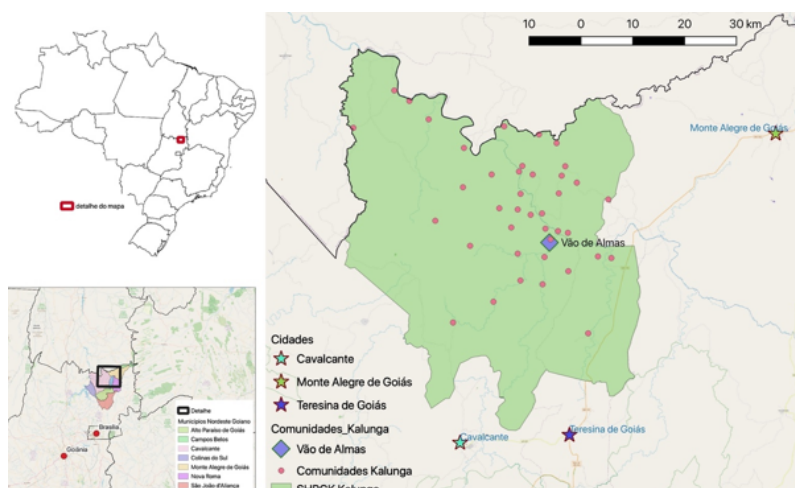 10 0 10 20 30 km
Monte Alegre de Goiás
detalhe do mapa
Vão de Almas
Cidades
Cavalcante
Monte Alegre de Goiás
Teresina de Goiás
Comunidades_Kalunga
Vão de Almas
Comunidades Kalunga
SHPCK Kalunga
Cavalcante
Teresina de Goiás
Brasília
Goiânia
Detalhe
Municípios Nordeste Goiano
Alto Paraíso de Goiás
Campos Belos
Cavalcante
Colinas do Sul
Monte Alegre de Goiás
Nova Roma
São João d'Aliança